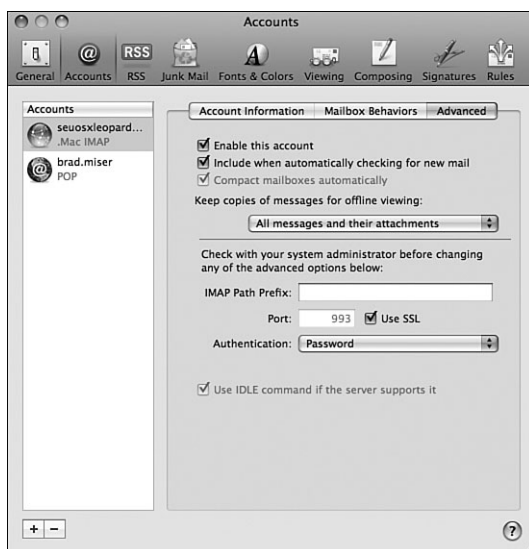 Accounts
General Accounts RSS Junk Mail Fonts & Colors Viewing Composing Signatures Rules
Accounts
seuosxleopard...
.Mac IMAP
brad.miser
POP
Account Information Mailbox Behaviors Advanced
Enable this account
Include when automatically checking for new mail
Compact mailboxes automatically
Keep copies of messages for offline viewing:
All messages and their attachments
Check with your system administrator before changing
any of the advanced options below:
IMAP Path Prefix:
Port: 993 Use SSL
Authentication: Password
Use IDLE command if the server supports it
+ − ?